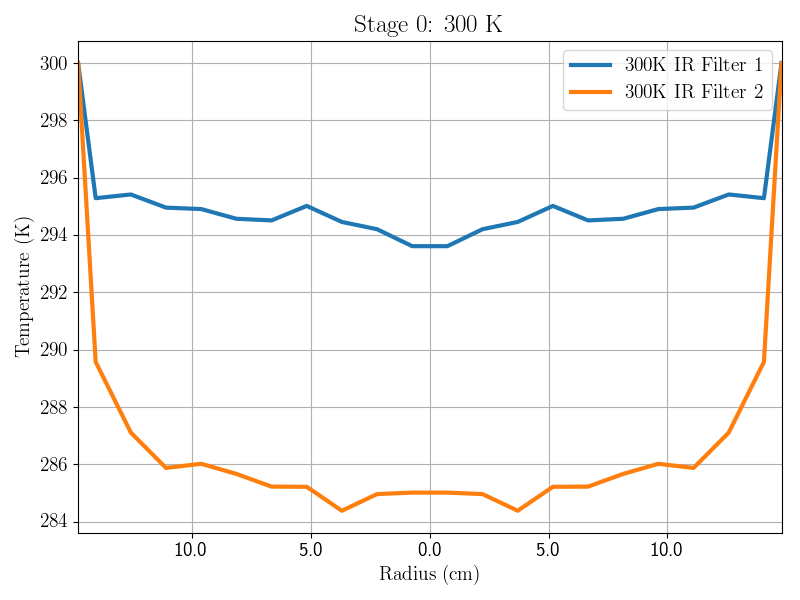 Stage 0: 300 K
300K IR Filter 1
300K IR Filter 2
Temperature (K)
300
298
296
294
292
290
288
286
284
10.0 5.0 0.0 5.0 10.0
Radius (cm)